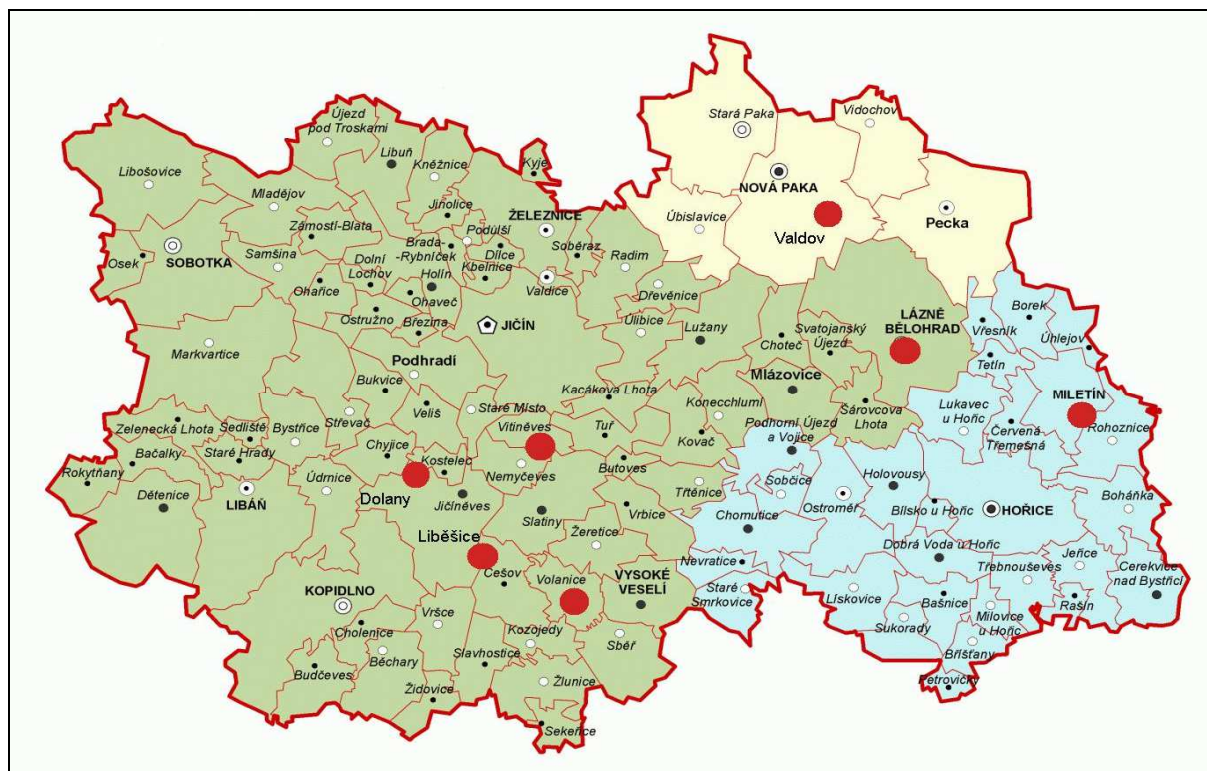 Újezd
pod Troskami
Stará Paka
Vidochov
Libuň
Kněžnice
Kyje
Libošovice
Mladějov
NOVÁ PAKA
Jinolice
ŽELEZNICE
Pecka
Zámostí-Blata
Podůlší
Úbislavice
Valdov
Brada-
-Rybníček
Dílce
Soběraz
Radim
SOBOTKA
Osek
Samšina
Dolní
Lochov
Holín
Kbelnice
Valdice
Dřevěnice
Ohařice
Ohaveč
LÁZNĚ
BĚLOHRAD
Borek
Ostružno
Březina
JIČÍN
Úlibice
Lužany
Choteč
Svatojanský
Újezd
Vřesník
Úhlejov
Markvartice
Podhradí
Tetín
Mlázovice
Bukvice
Kacákova Lhota
MILETÍN
Veliš
Staré Místo
Konecchluml
Šárovcova
Lhota
Lukavec
u Hořic
Střevač
Vitiněves
Tuř
Kovač
Podhorní Újezd
a Vojice
Červená
Třemešná
Rohoznice
Zelenecká Lhota
Sedliště
Bystřice
Chyjice
Bačalky
Staré Hrady
Kostelec
Nemyčeves
Butoves
Rokytňany
Holovousy
Údrnice
Třtěnice
Sobčice
Dětenice
LIBÁŇ
Dolany
Jičíněves
Boháňka
Slatiny
Vrbice
Chomutice
Ostroměř
Bílsko u Hořic
HOŘICE
Liběšice
Žeretice
Dobrá Voda u Hořic
Jeřice
Nevratice
Třebnouševes
Cerekvice
nad Bystřicí
Češov
Volanice
VYSOKÉ
VESELÍ
KOPIDLNO
Staré
Smrkovice
Lískovice
Bašnice
Rašín
Vršce
Milovice
u Hořic
Cholenice
Kozojedy
Sběř
Sukorady
Běchary
Slavhostice
Bříšťany
Budčeves
Petrovičky
Žlunice
Židovice
Sekeřice